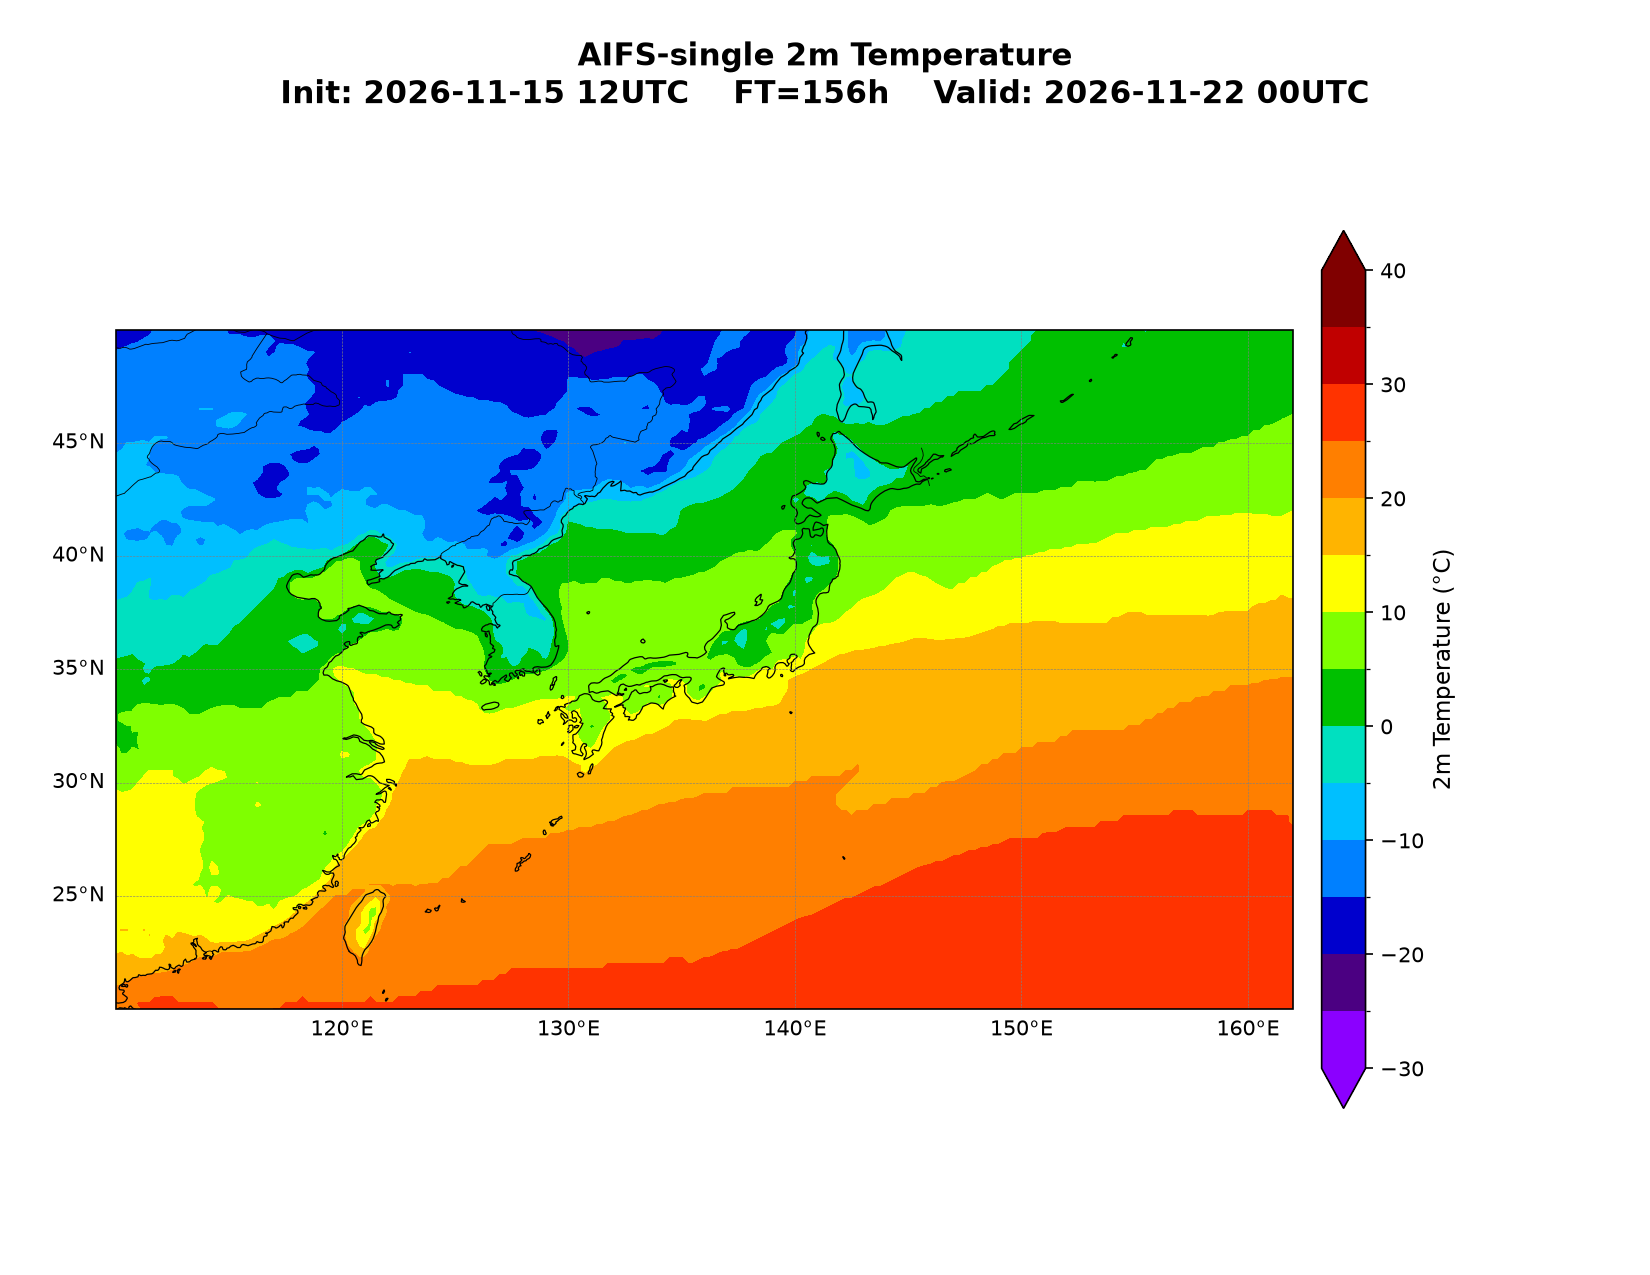 AIFS-single 2m Temperature
Init: 2026-11-15 12UTC    FT=156h    Valid: 2026-11-22 00UTC
45°N
40°N
35°N
30°N
25°N
120°E
130°E
140°E
150°E
160°E
40
30
20
10
0
−10
−20
−30
2m Temperature (°C)